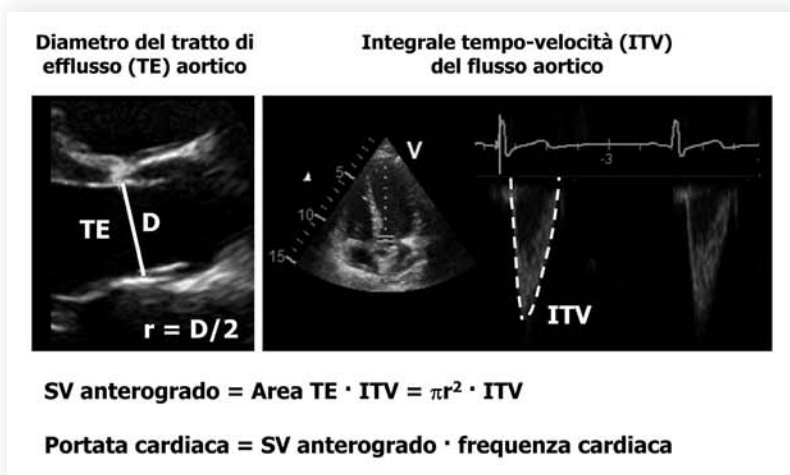 Diametro del tratto di
efflusso (TE) aortico
Integrale tempo-velocità (ITV)
del flusso aortico
TE
D
r = D/2
V
5
10
15
-3
ITV
SV anterogrado = Area TE · ITV = πr² · ITV
Portata cardiaca = SV anterogrado · frequenza cardiaca